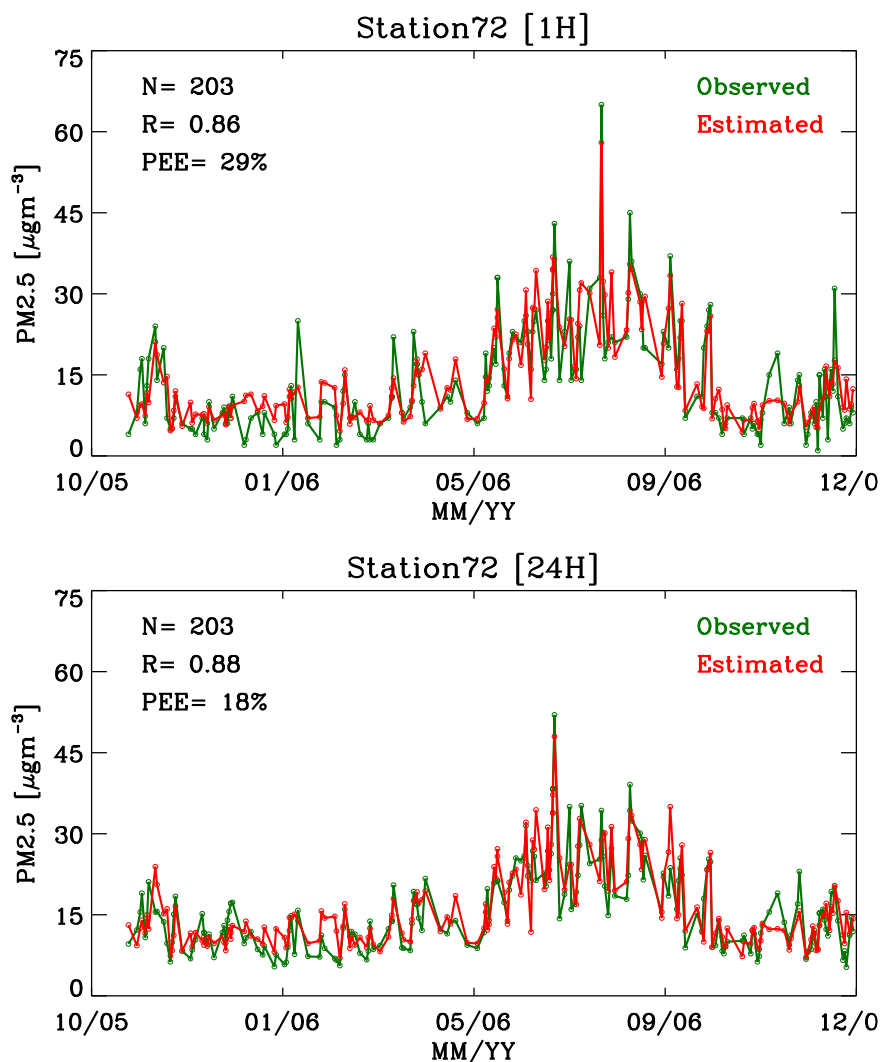 Station72 [1H]
N= 203
R= 0.86
PEE= 29%
Observed
Estimated
PM2.5 [μgm⁻³]
75
60
45
30
15
0
10/05 01/06 05/06 09/06 12/0
MM/YY
Station72 [24H]
N= 203
R= 0.88
PEE= 18%
Observed
Estimated
PM2.5 [μgm⁻³]
75
60
45
30
15
0
10/05 01/06 05/06 09/06 12/0
MM/YY